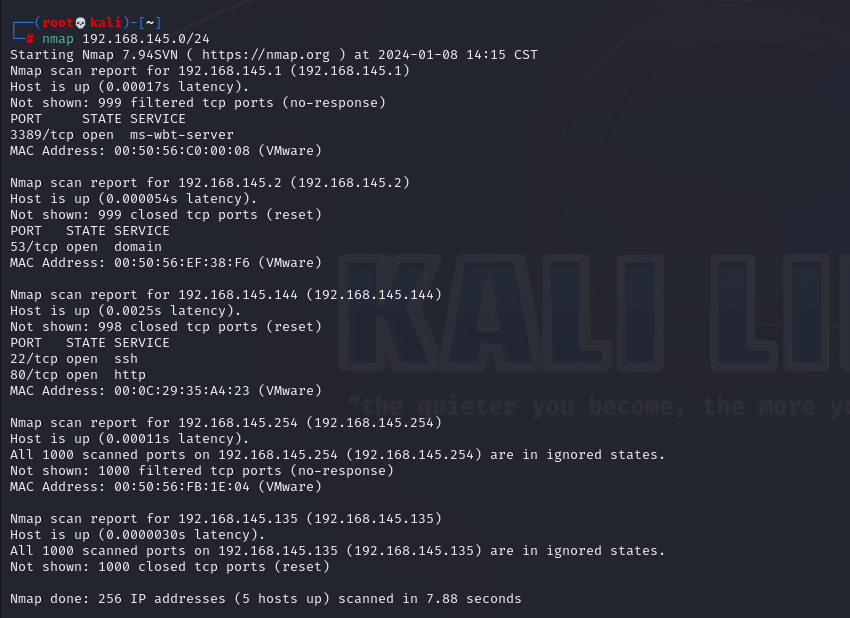 ┌──(root💀kali)-[~]
└─# nmap 192.168.145.0/24
Starting Nmap 7.94SVN ( https://nmap.org ) at 2024-01-08 14:15 CST
Nmap scan report for 192.168.145.1 (192.168.145.1)
Host is up (0.00017s latency).
Not shown: 999 filtered tcp ports (no-response)
PORT     STATE SERVICE
3389/tcp open  ms-wbt-server
MAC Address: 00:50:56:C0:00:08 (VMware)

Nmap scan report for 192.168.145.2 (192.168.145.2)
Host is up (0.000054s latency).
Not shown: 999 closed tcp ports (reset)
PORT   STATE SERVICE
53/tcp open  domain
MAC Address: 00:50:56:EF:38:F6 (VMware)

Nmap scan report for 192.168.145.144 (192.168.145.144)
Host is up (0.0025s latency).
Not shown: 998 closed tcp ports (reset)
PORT   STATE SERVICE
22/tcp open  ssh
80/tcp open  http
MAC Address: 00:0C:29:35:A4:23 (VMware)

Nmap scan report for 192.168.145.254 (192.168.145.254)
Host is up (0.00011s latency).
All 1000 scanned ports on 192.168.145.254 (192.168.145.254) are in ignored states.
Not shown: 1000 filtered tcp ports (no-response)
MAC Address: 00:50:56:FB:1E:04 (VMware)

Nmap scan report for 192.168.145.135 (192.168.145.135)
Host is up (0.0000030s latency).
All 1000 scanned ports on 192.168.145.135 (192.168.145.135) are in ignored states.
Not shown: 1000 closed tcp ports (reset)

Nmap done: 256 IP addresses (5 hosts up) scanned in 7.88 seconds
KALI LI
"the quieter you become, the more yo